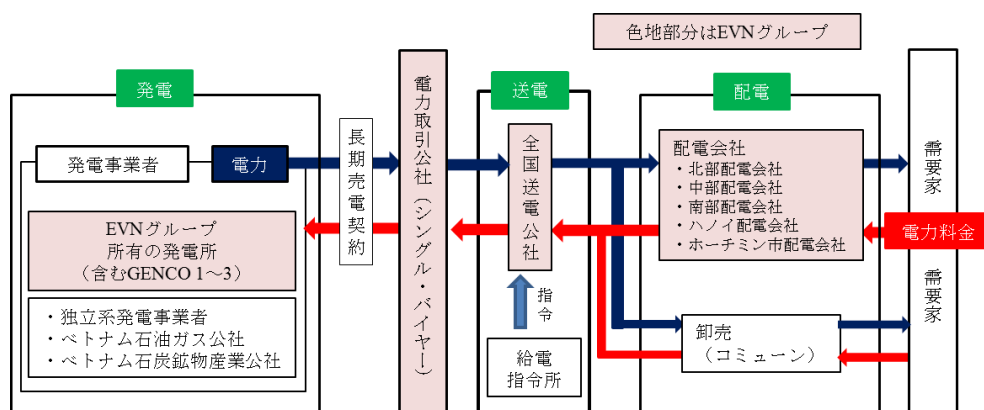 色地部分はEVNグループ
発電
発電事業者
電力
EVNグループ
所有の発電所
（含むGENCO 1～3）
・独立系発電事業者
・ベトナム石油ガス公社
・ベトナム石炭鉱物産業公社
長期売電契約
電力取引公社（シングル・バイヤー）
送電
全国送電公社
指令
給電
指令所
配電
配電会社
・北部配電会社
・中部配電会社
・南部配電会社
・ハノイ配電会社
・ホーチミン市配電会社
卸売
（コミューン）
需要家
電力料金
需要家